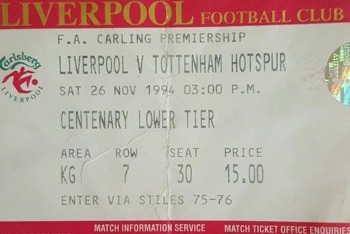 LIVERPOOL FOOTBALL CLUB
F.A. CARLING PREMIERSHIP
Carlsberg
LIVERPOOL
LIVERPOOL V TOTTENHAM HOTSPUR
SAT 26 NOV 1994 03:00 P.M.
CENTENARY LOWER TIER
AREA ROW SEAT PRICE
KG 7 30 15.00
ENTER VIA STILES 75-76
MATCH INFORMATION SERVICE MATCH TICKET OFFICE ENQUIRIES